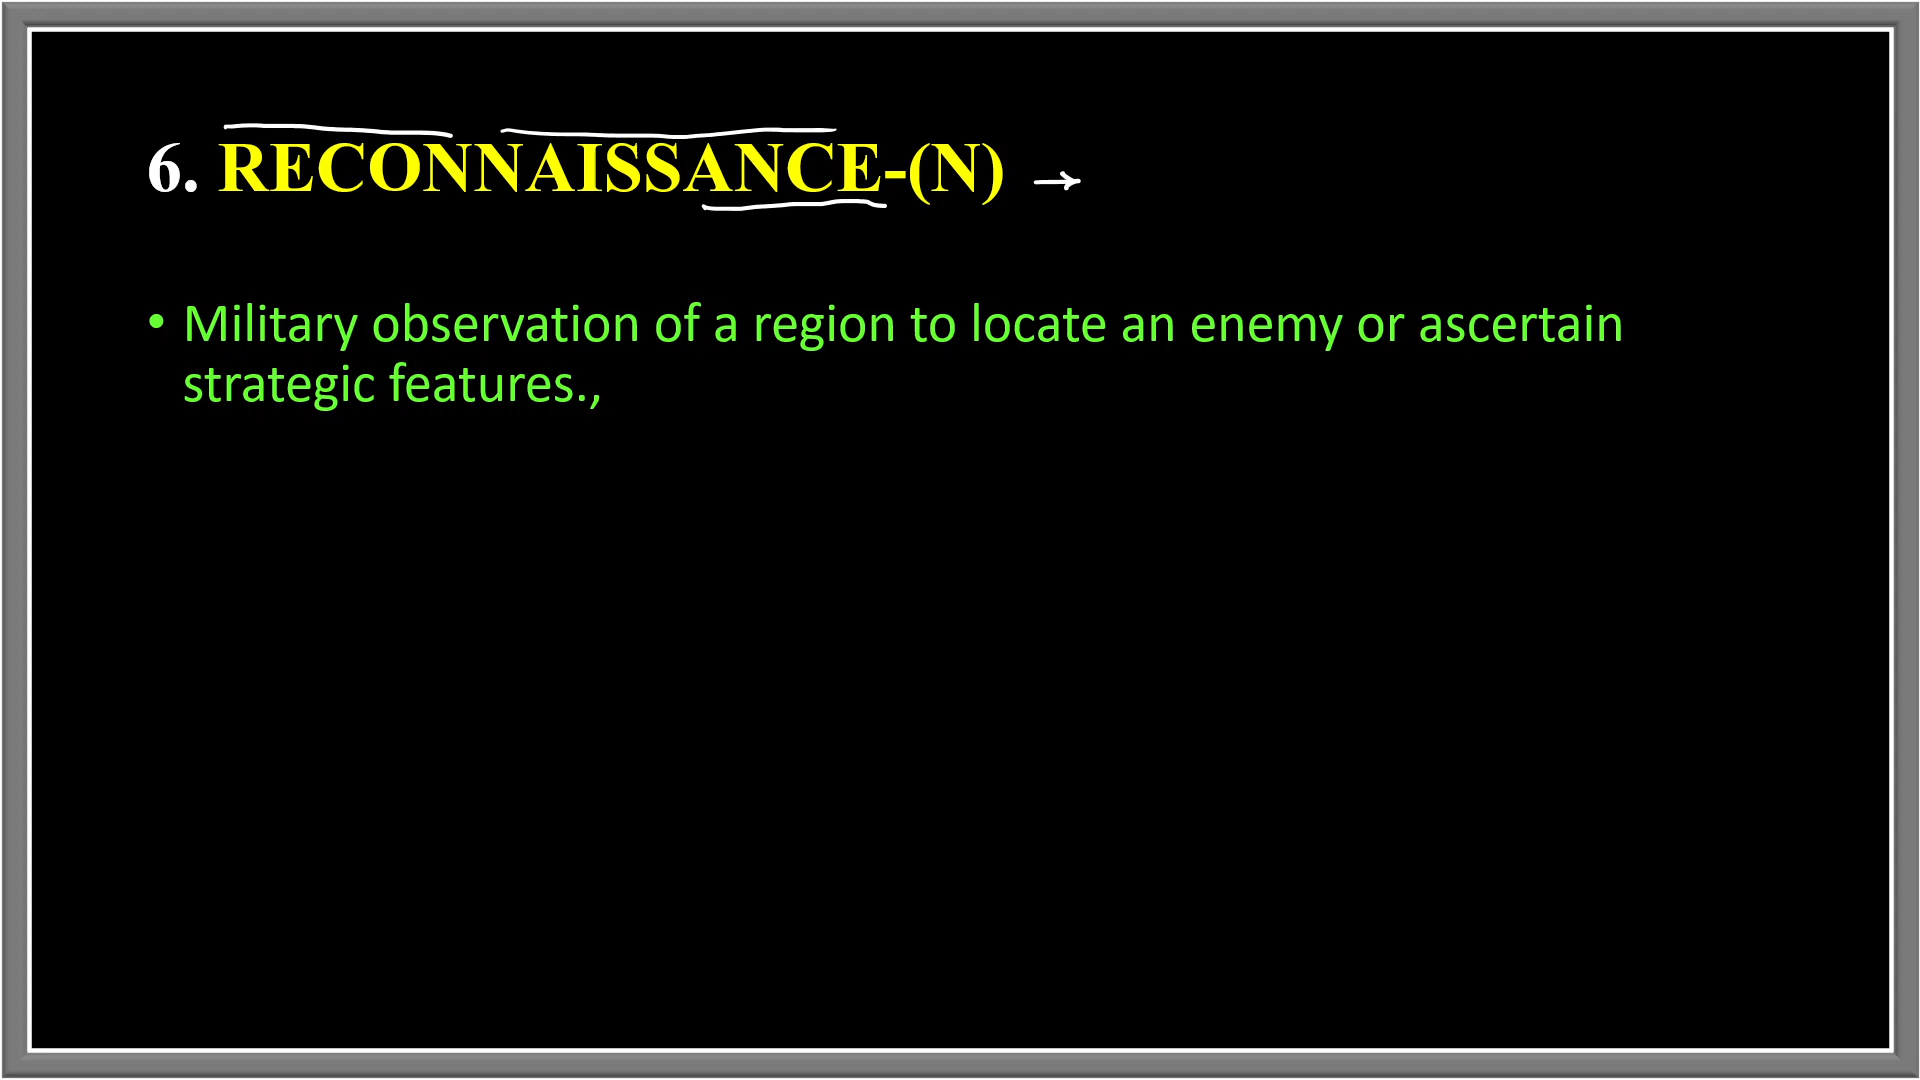 6. RECONNAISSANCE-(N) →
• Military observation of a region to locate an enemy or ascertain
strategic features.,